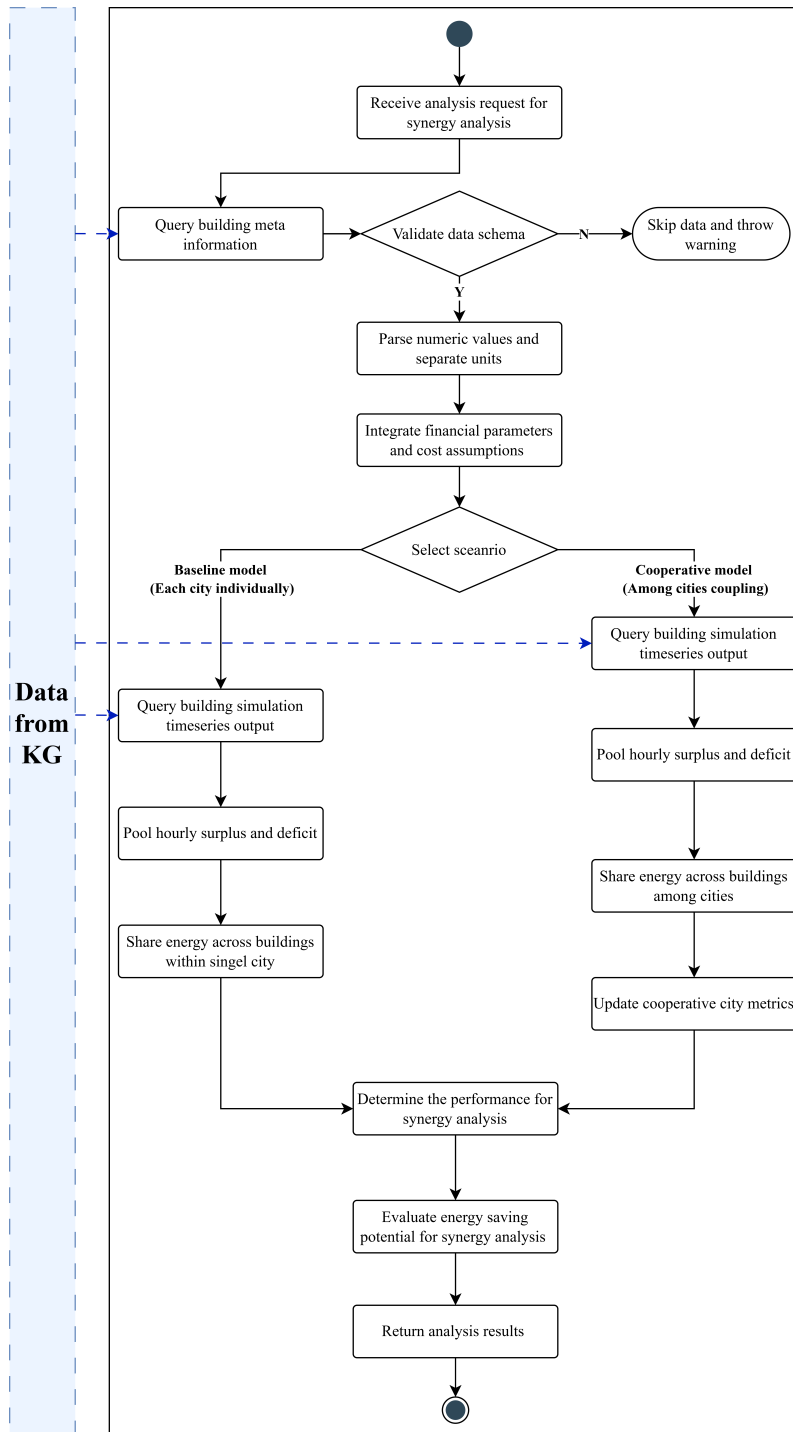 Receive analysis request for
synergy analysis
Query building meta
information
Validate data schema
N
Skip data and throw
warning
Y
Parse numeric values and
separate units
Integrate financial parameters
and cost assumptions
Select sceanrio
Baseline model
(Each city individually)
Cooperative model
(Among cities coupling)
Query building simulation
timeseries output
Data
from
KG
Query building simulation
timeseries output
Pool hourly surplus and deficit
Pool hourly surplus and deficit
Share energy across buildings
among cities
Share energy across buildings
within singel city
Update cooperative city metrics
Determine the performance for
synergy analysis
Evaluate energy saving
potential for synergy analysis
Return analysis results